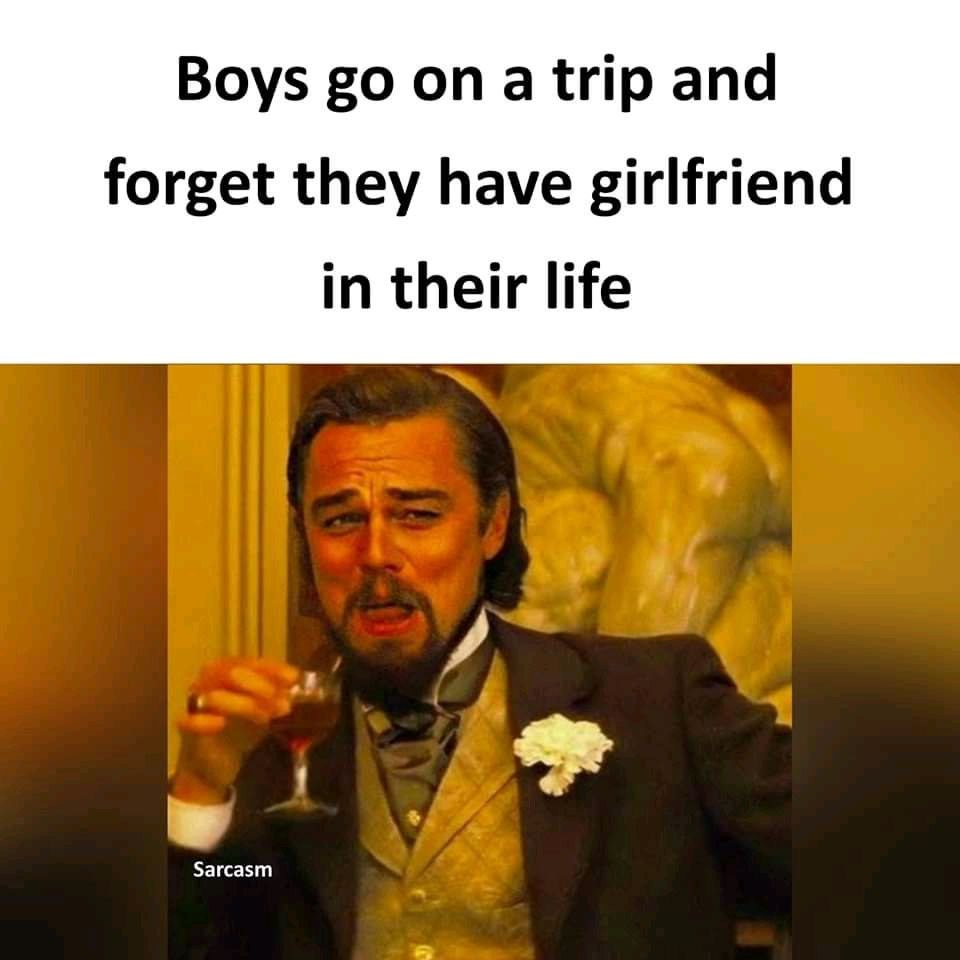 Boys go on a trip and
forget they have girlfriend
in their life
Sarcasm